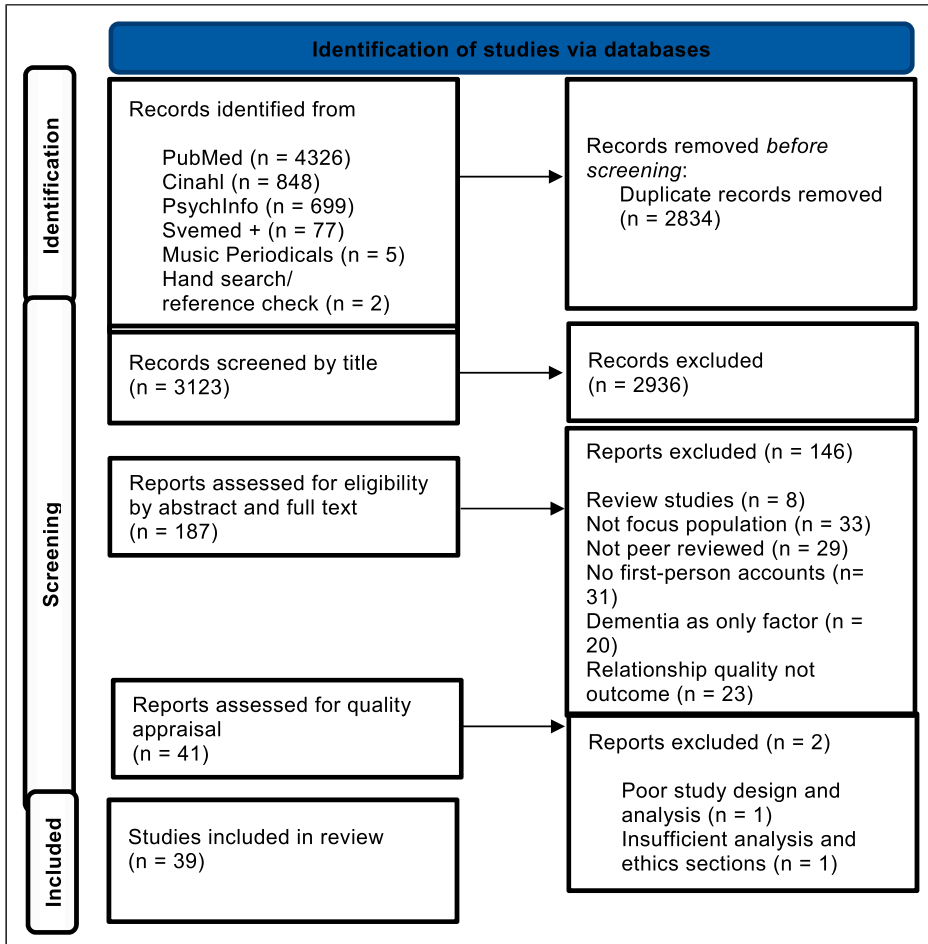 Identification of studies via databases
Identification
Records identified from
PubMed (n = 4326)
Cinahl (n = 848)
PsychInfo (n = 699)
Svemed + (n = 77)
Music Periodicals (n = 5)
Hand search/
reference check (n = 2)
Records removed before
screening:
Duplicate records removed
(n = 2834)
Screening
Records screened by title
(n = 3123)
Records excluded
(n = 2936)
Reports assessed for eligibility
by abstract and full text
(n = 187)
Reports excluded (n = 146)
Review studies (n = 8)
Not focus population (n = 33)
Not peer reviewed (n = 29)
No first-person accounts (n=
31)
Dementia as only factor (n =
20)
Relationship quality not
outcome (n = 23)
Reports assessed for quality
appraisal
(n = 41)
Reports excluded (n = 2)
Poor study design and
analysis (n = 1)
Insufficient analysis and
ethics sections (n = 1)
Included
Studies included in review
(n = 39)